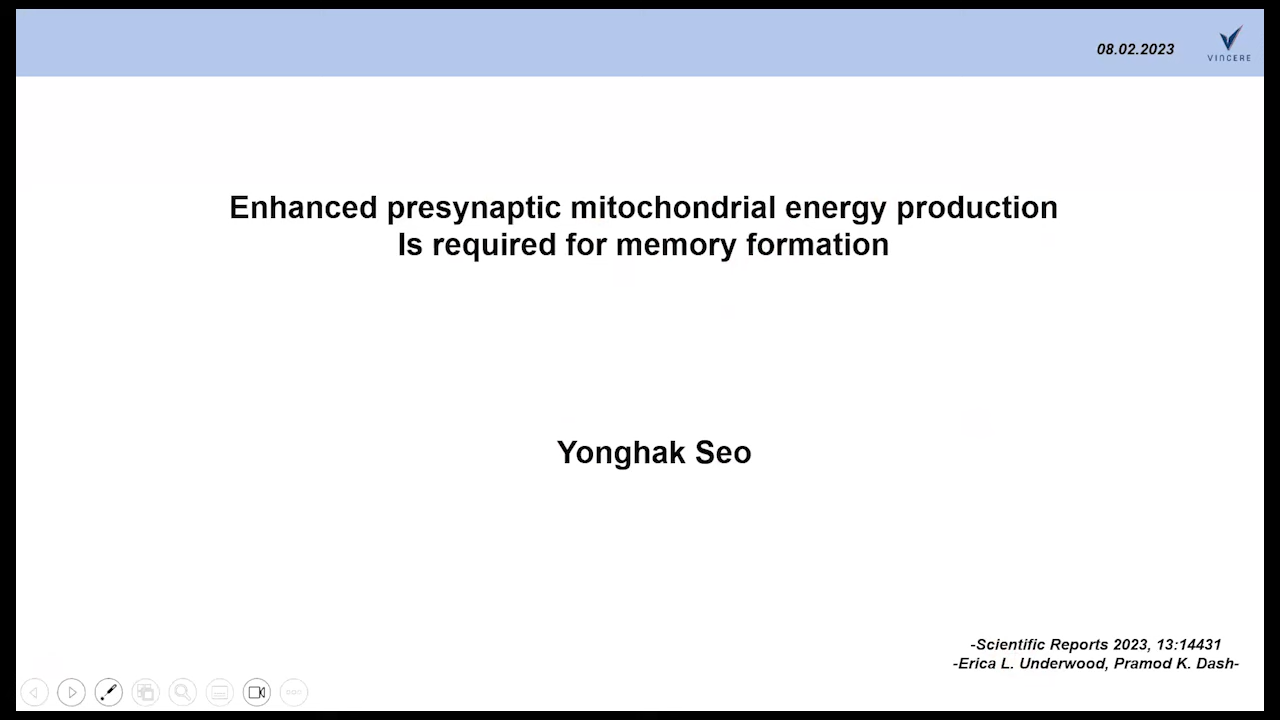 08.02.2023
VINCERE
Enhanced presynaptic mitochondrial energy production
Is required for memory formation
Yonghak Seo
-Scientific Reports 2023, 13:14431
-Erica L. Underwood, Pramod K. Dash-